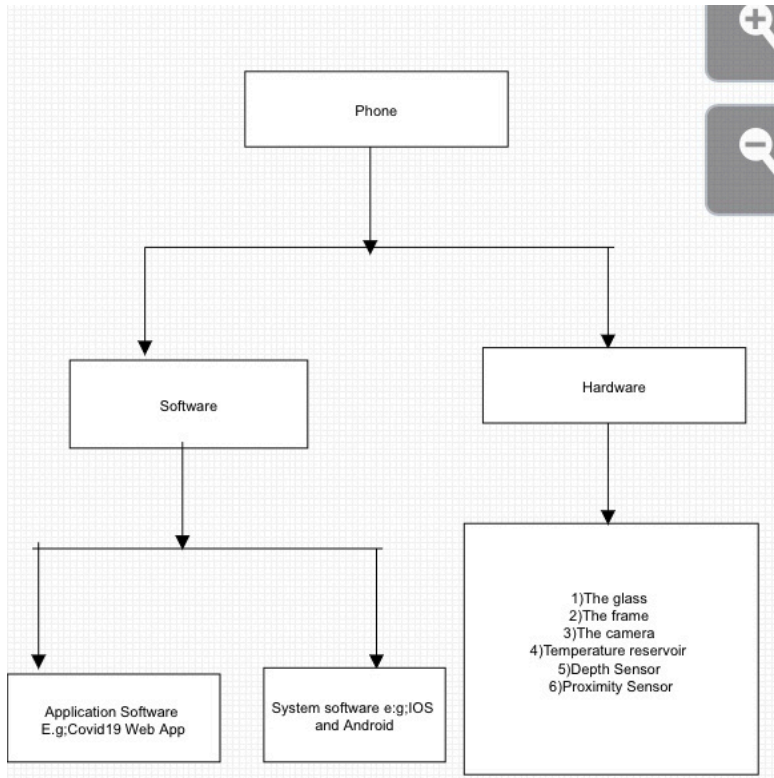 Phone
Software
Hardware
1)The glass
2)The frame
3)The camera
4)Temperature reservoir
5)Depth Sensor
6)Proximity Sensor
Application Software
E.g;Covid19 Web App
System software e:g;IOS
and Android